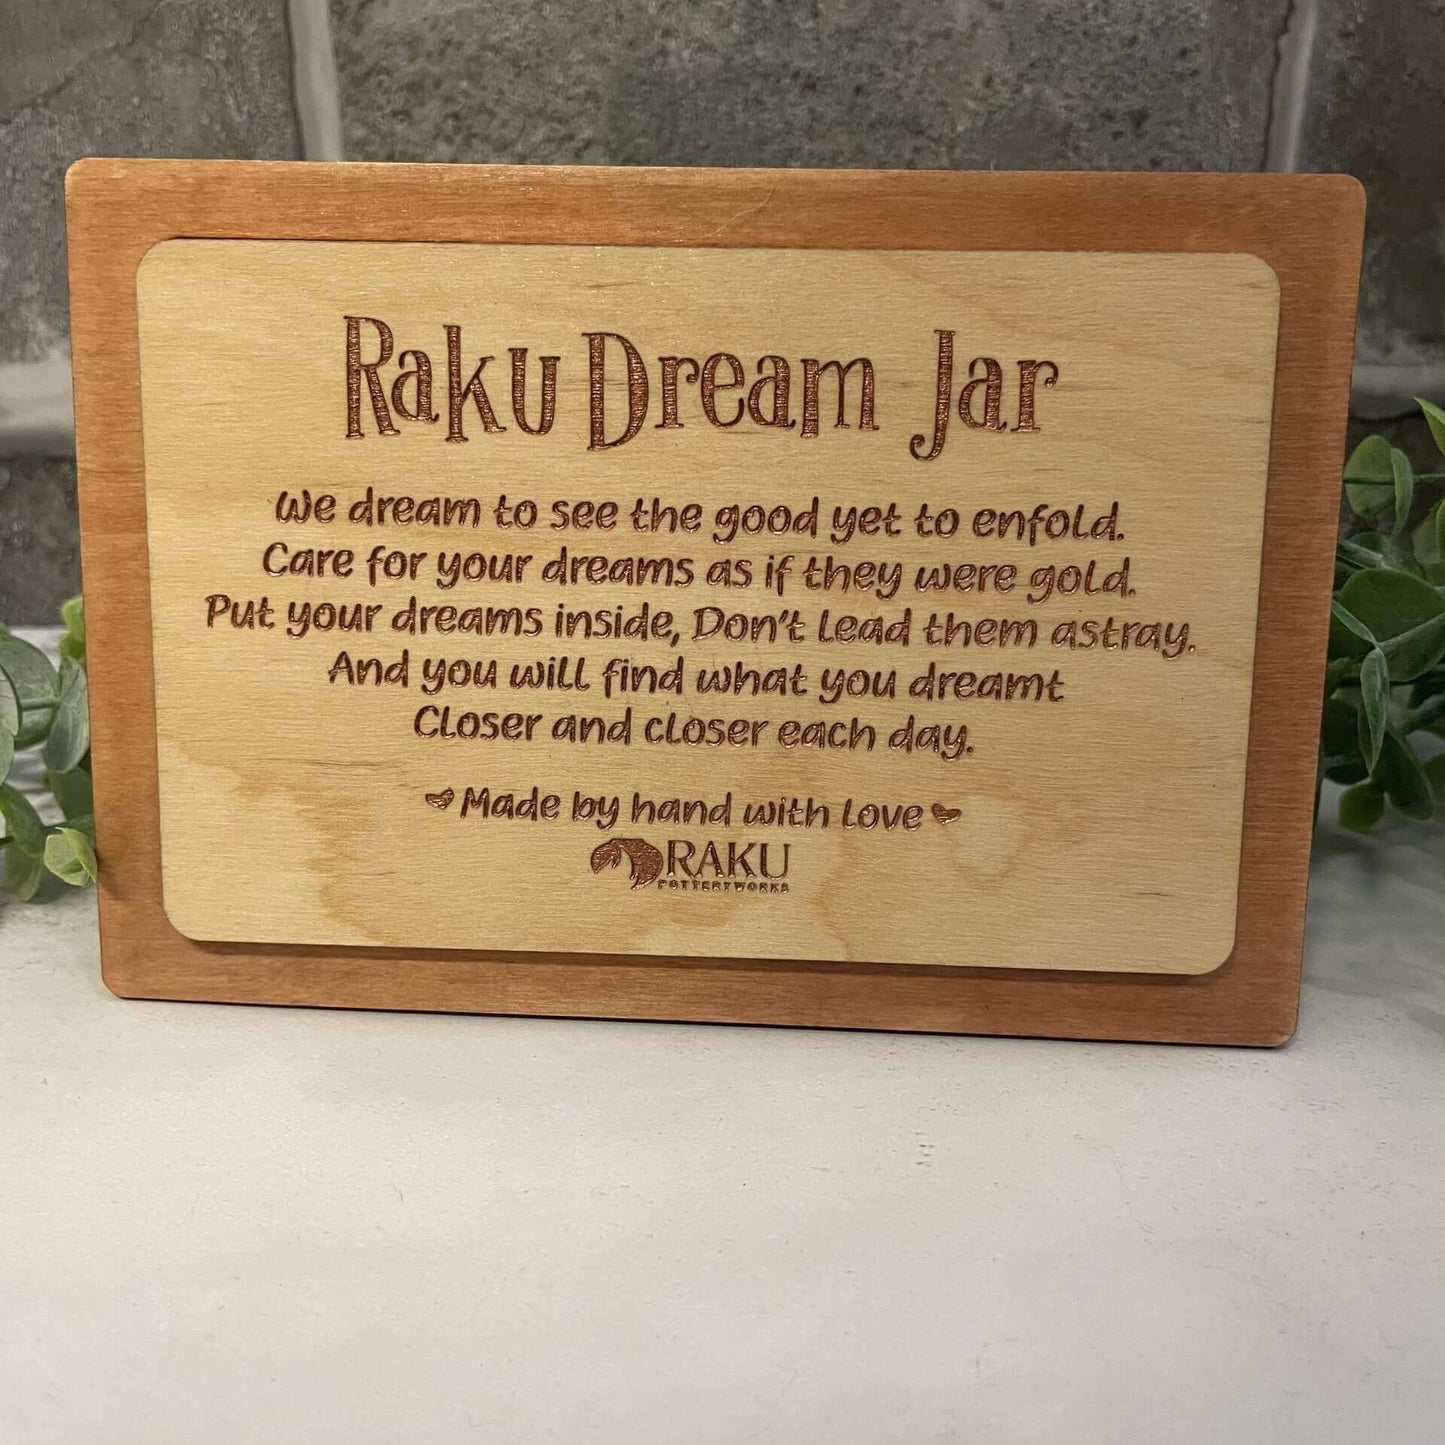 Raku Dream Jar
We dream to see the good yet to enfold.
Care for your dreams as if they were gold.
Put your dreams inside, Don't lead them astray.
And you will find what you dreamt
Closer and closer each day.
Made by hand with love
RAKU
POTTERYWORKS